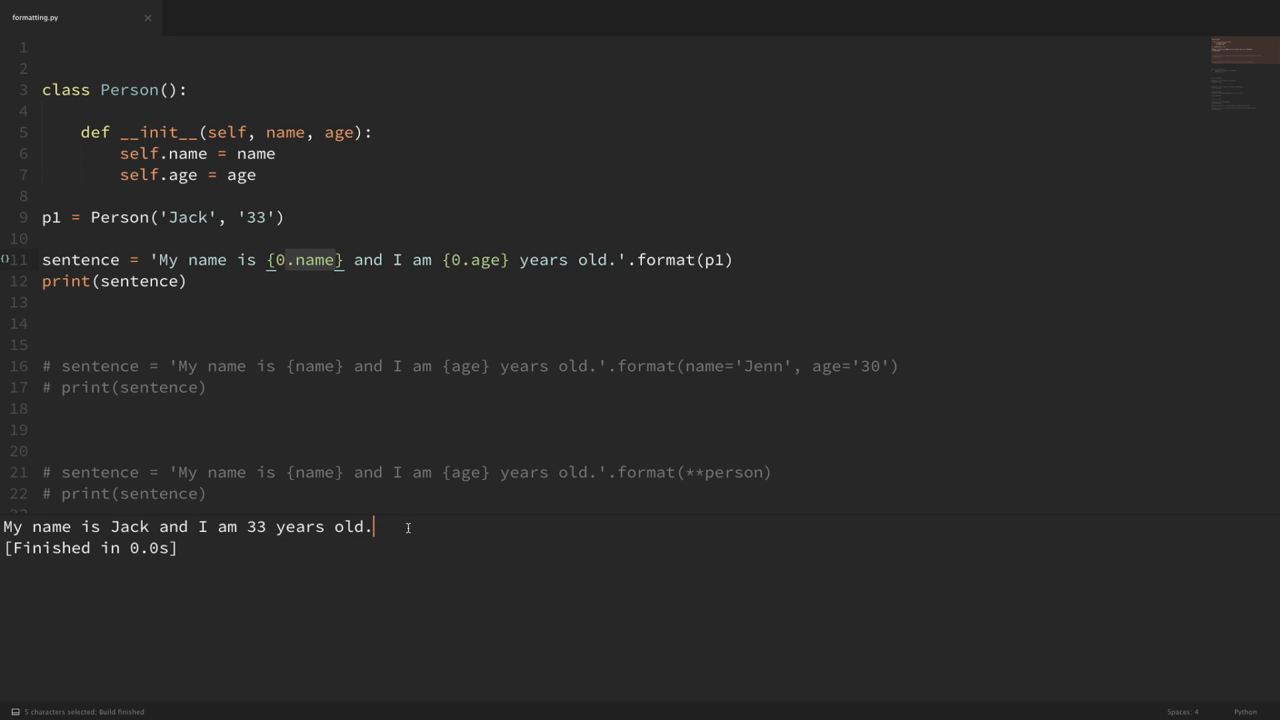 formatting.py ×
1
2
3 class Person():
4
5     def __init__(self, name, age):
6         self.name = name
7         self.age = age
8
9 p1 = Person('Jack', '33')
10
{} 11 sentence = 'My name is {0.name} and I am {0.age} years old.'.format(p1)
12 print(sentence)
13
14
15
16 # sentence = 'My name is {name} and I am {age} years old.'.format(name='Jenn', age='30')
17 # print(sentence)
18
19
20
21 # sentence = 'My name is {name} and I am {age} years old.'.format(**person)
22 # print(sentence)
My name is Jack and I am 33 years old.
[Finished in 0.0s]
5 characters selected; Build finished Spaces: 4 Python